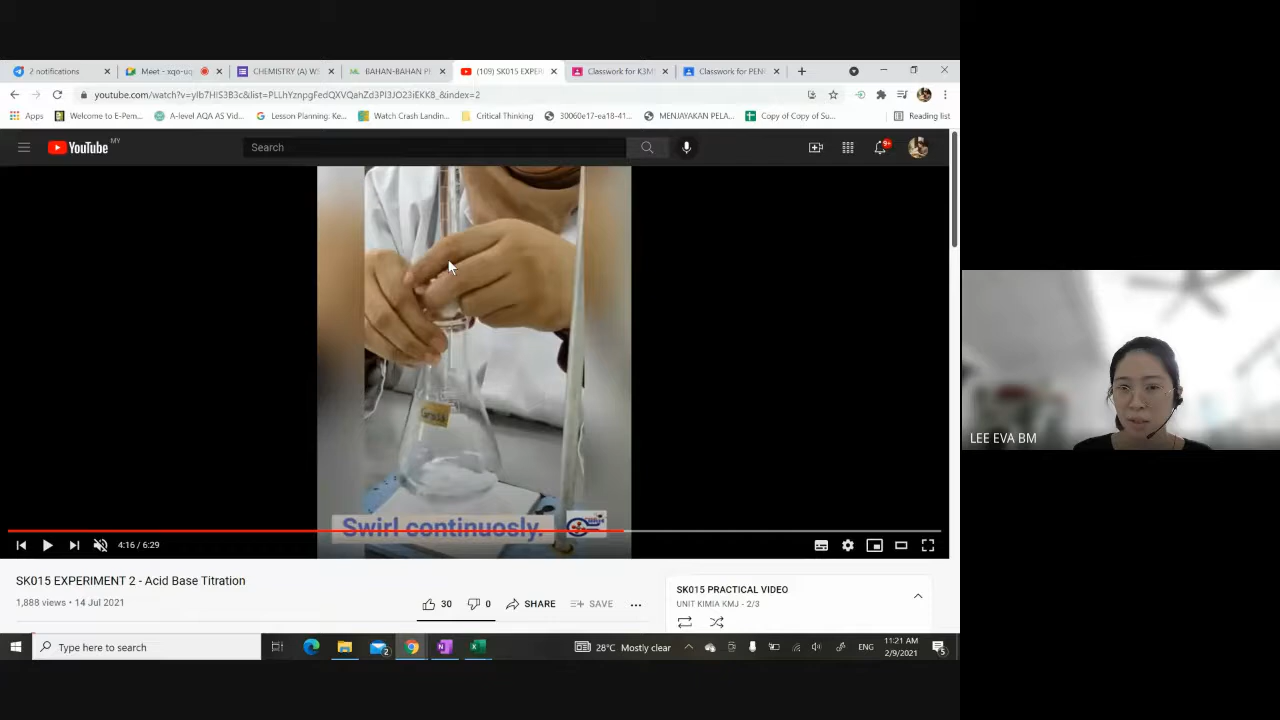 2 notifications
Meet - xqo-uq
CHEMISTRY (A) W
BAHAN-BAHAN P
(109) SK015 EXPER
Classwork for K3M
Classwork for PEN
youtube.com/watch?v=
Apps
Welcome to E-Pem...
A-level AQA AS Vid...
Lesson Planning: Ke...
Watch Crash Landin...
Critical Thinking
30060e17-ea18-41...
MENJAYAKAN PELA...
Copy of Copy of Su...
Reading list
YouTube MY
Search
9+
Swirl continuosly.
4:16 / 6:29
SK015 EXPERIMENT 2 - Acid Base Titration
1,888 views • 14 Jul 2021
30
0
SHARE
SAVE
SK015 PRACTICAL VIDEO
UNIT KIMIA KMJ - 2/3
LEE EVA BM
Type here to search
2
28°C Mostly clear
ENG
11:21 AM
2/9/2021
5